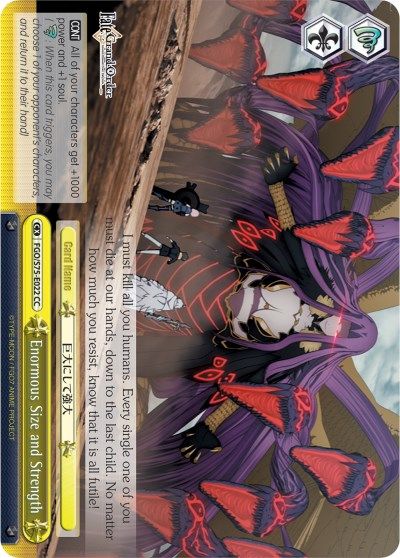 Fate
Grand Order
CONT All of your characters get +1000
power and +1 soul.
( When this card triggers, you may
choose 1 of your opponent's characters,
and return it to their hand)
I must kill all you humans. Every single one of you
must die at our hands, down to the last child. No matter
how much you resist, know that it is all futile!
Card Name
巨大にして強大
CX FGO/S75-E022 CC Enormous Size and Strength
©TYPE-MOON / FGO7 ANIME PROJECT